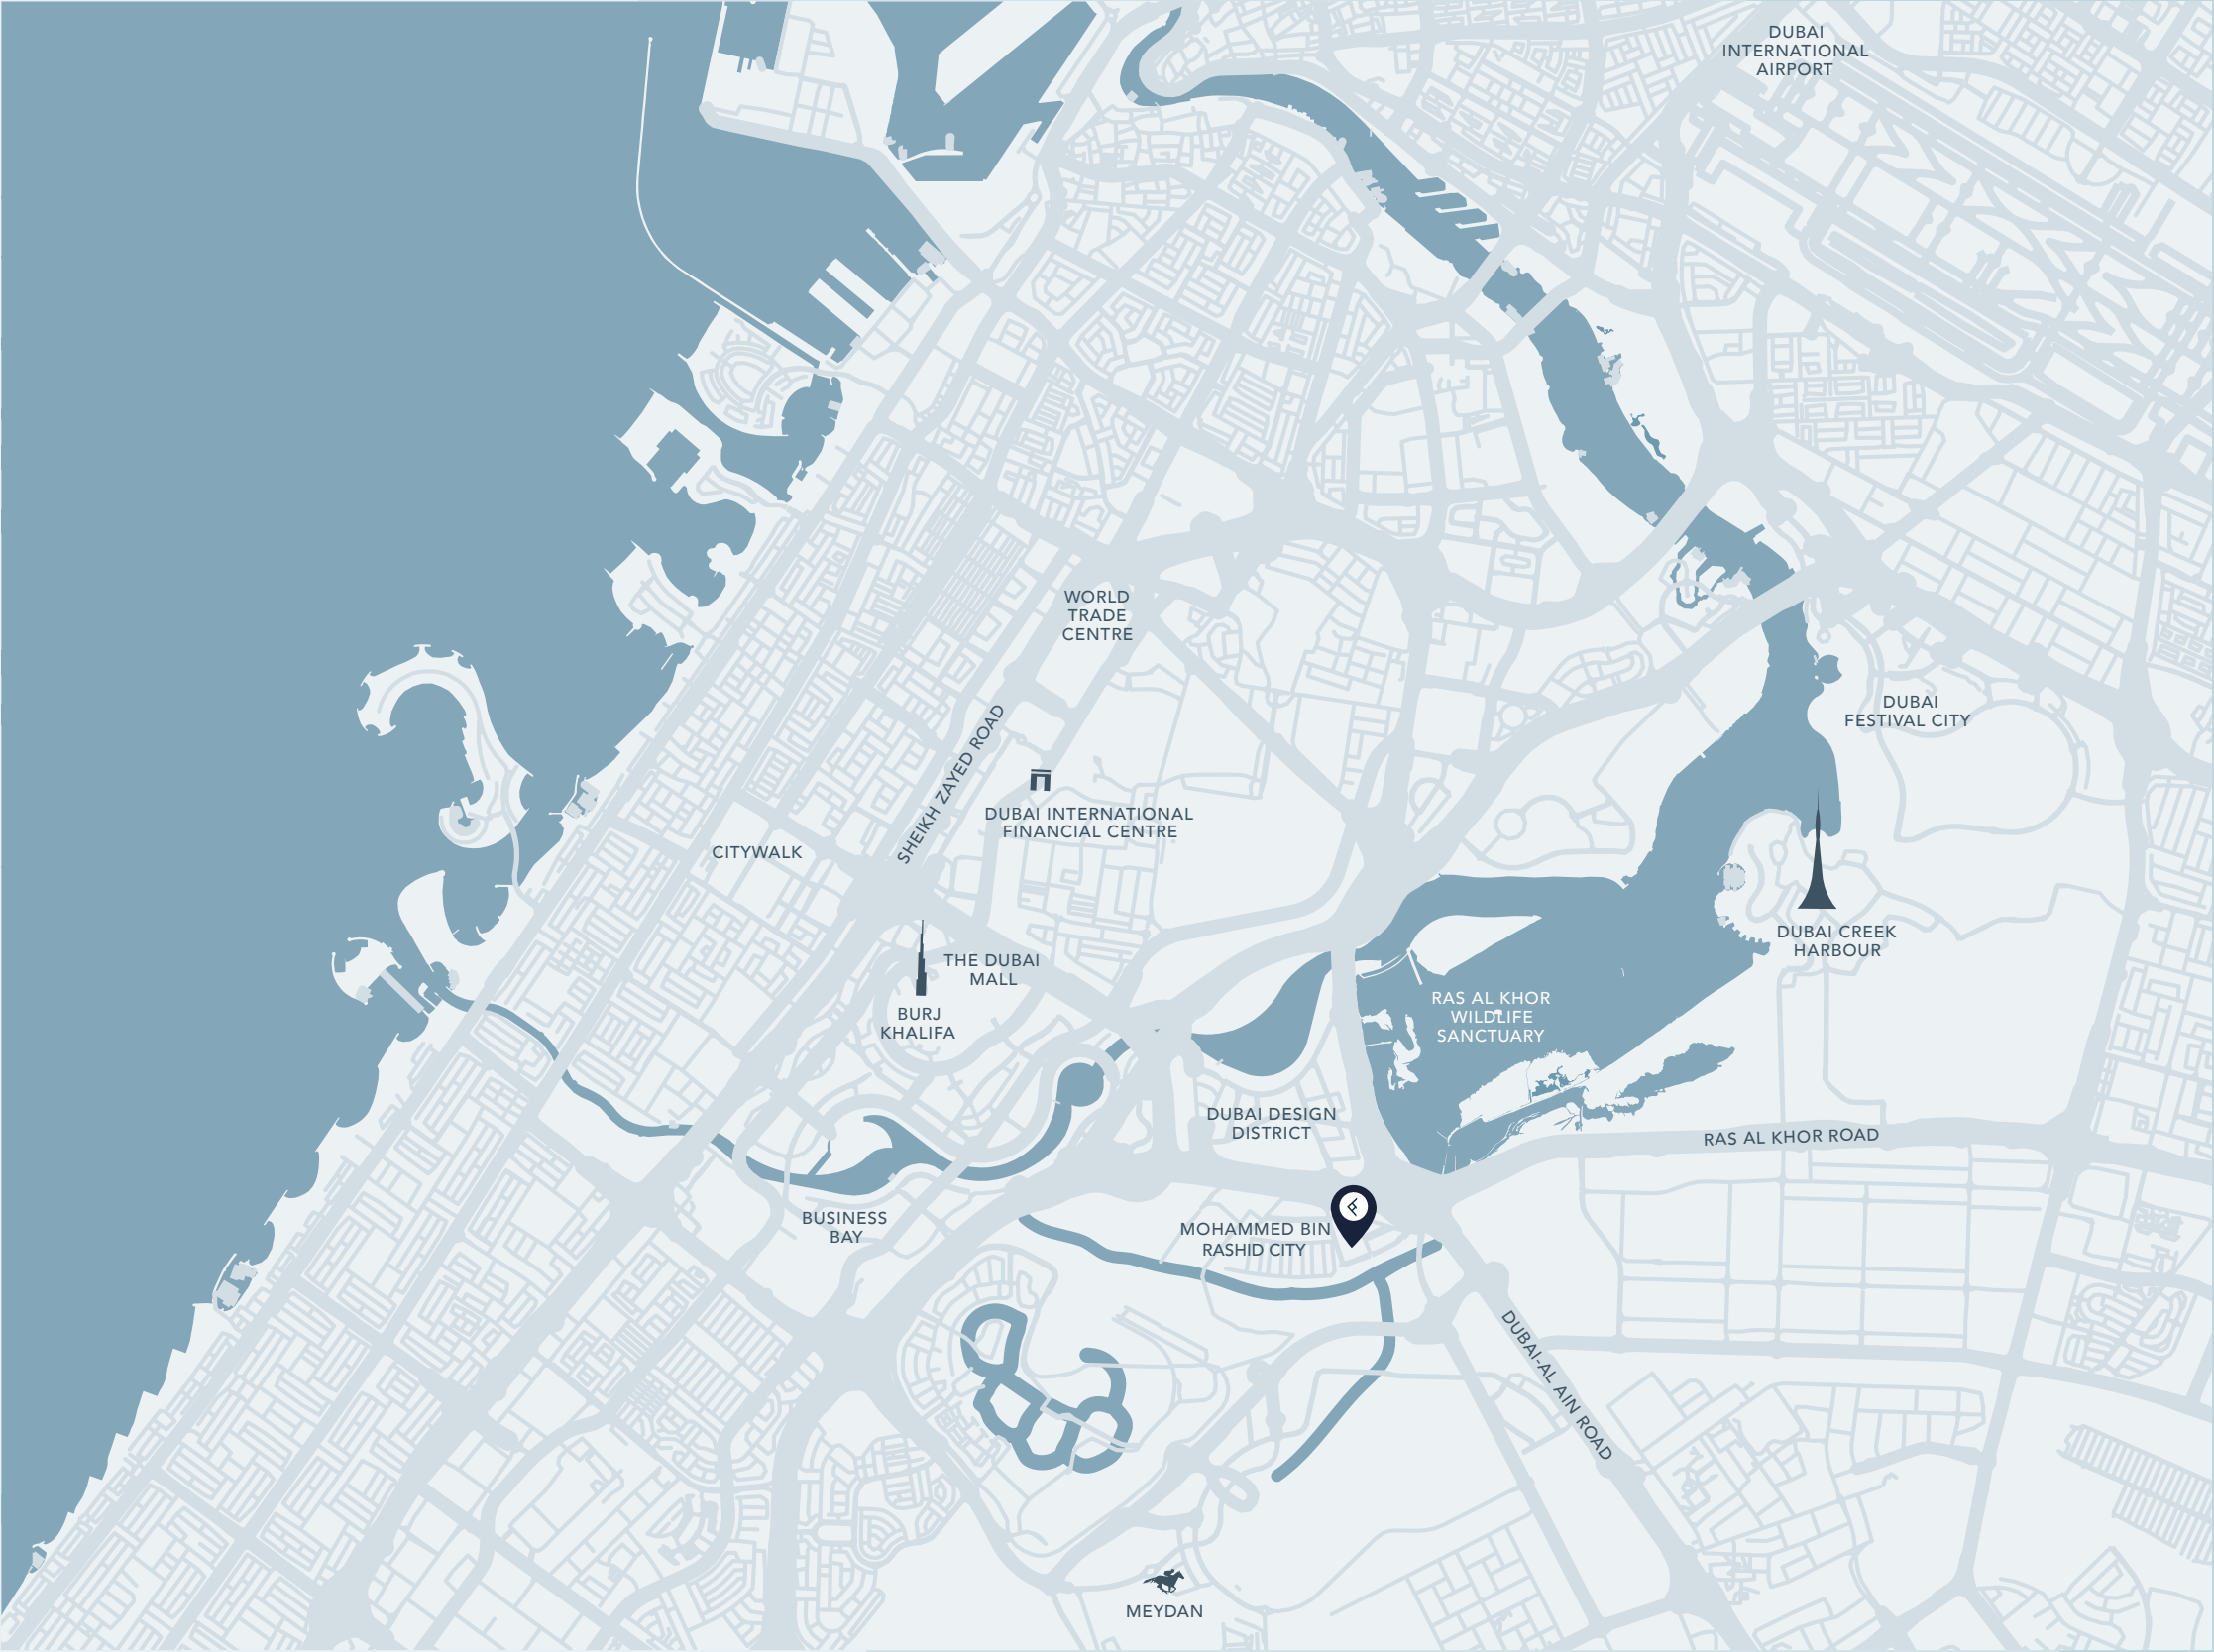 DUBAI
INTERNATIONAL
AIRPORT
WORLD
TRADE
CENTRE
DUBAI
FESTIVAL CITY
SHEIKH ZAYED ROAD
DUBAI INTERNATIONAL
FINANCIAL CENTRE
CITYWALK
DUBAI CREEK
HARBOUR
THE DUBAI
MALL
BURJ
KHALIFA
RAS AL KHOR
WILDLIFE
SANCTUARY
DUBAI DESIGN
DISTRICT
RAS AL KHOR ROAD
BUSINESS
BAY
MOHAMMED BIN
RASHID CITY
DUBAI-AL AIN ROAD
MEYDAN